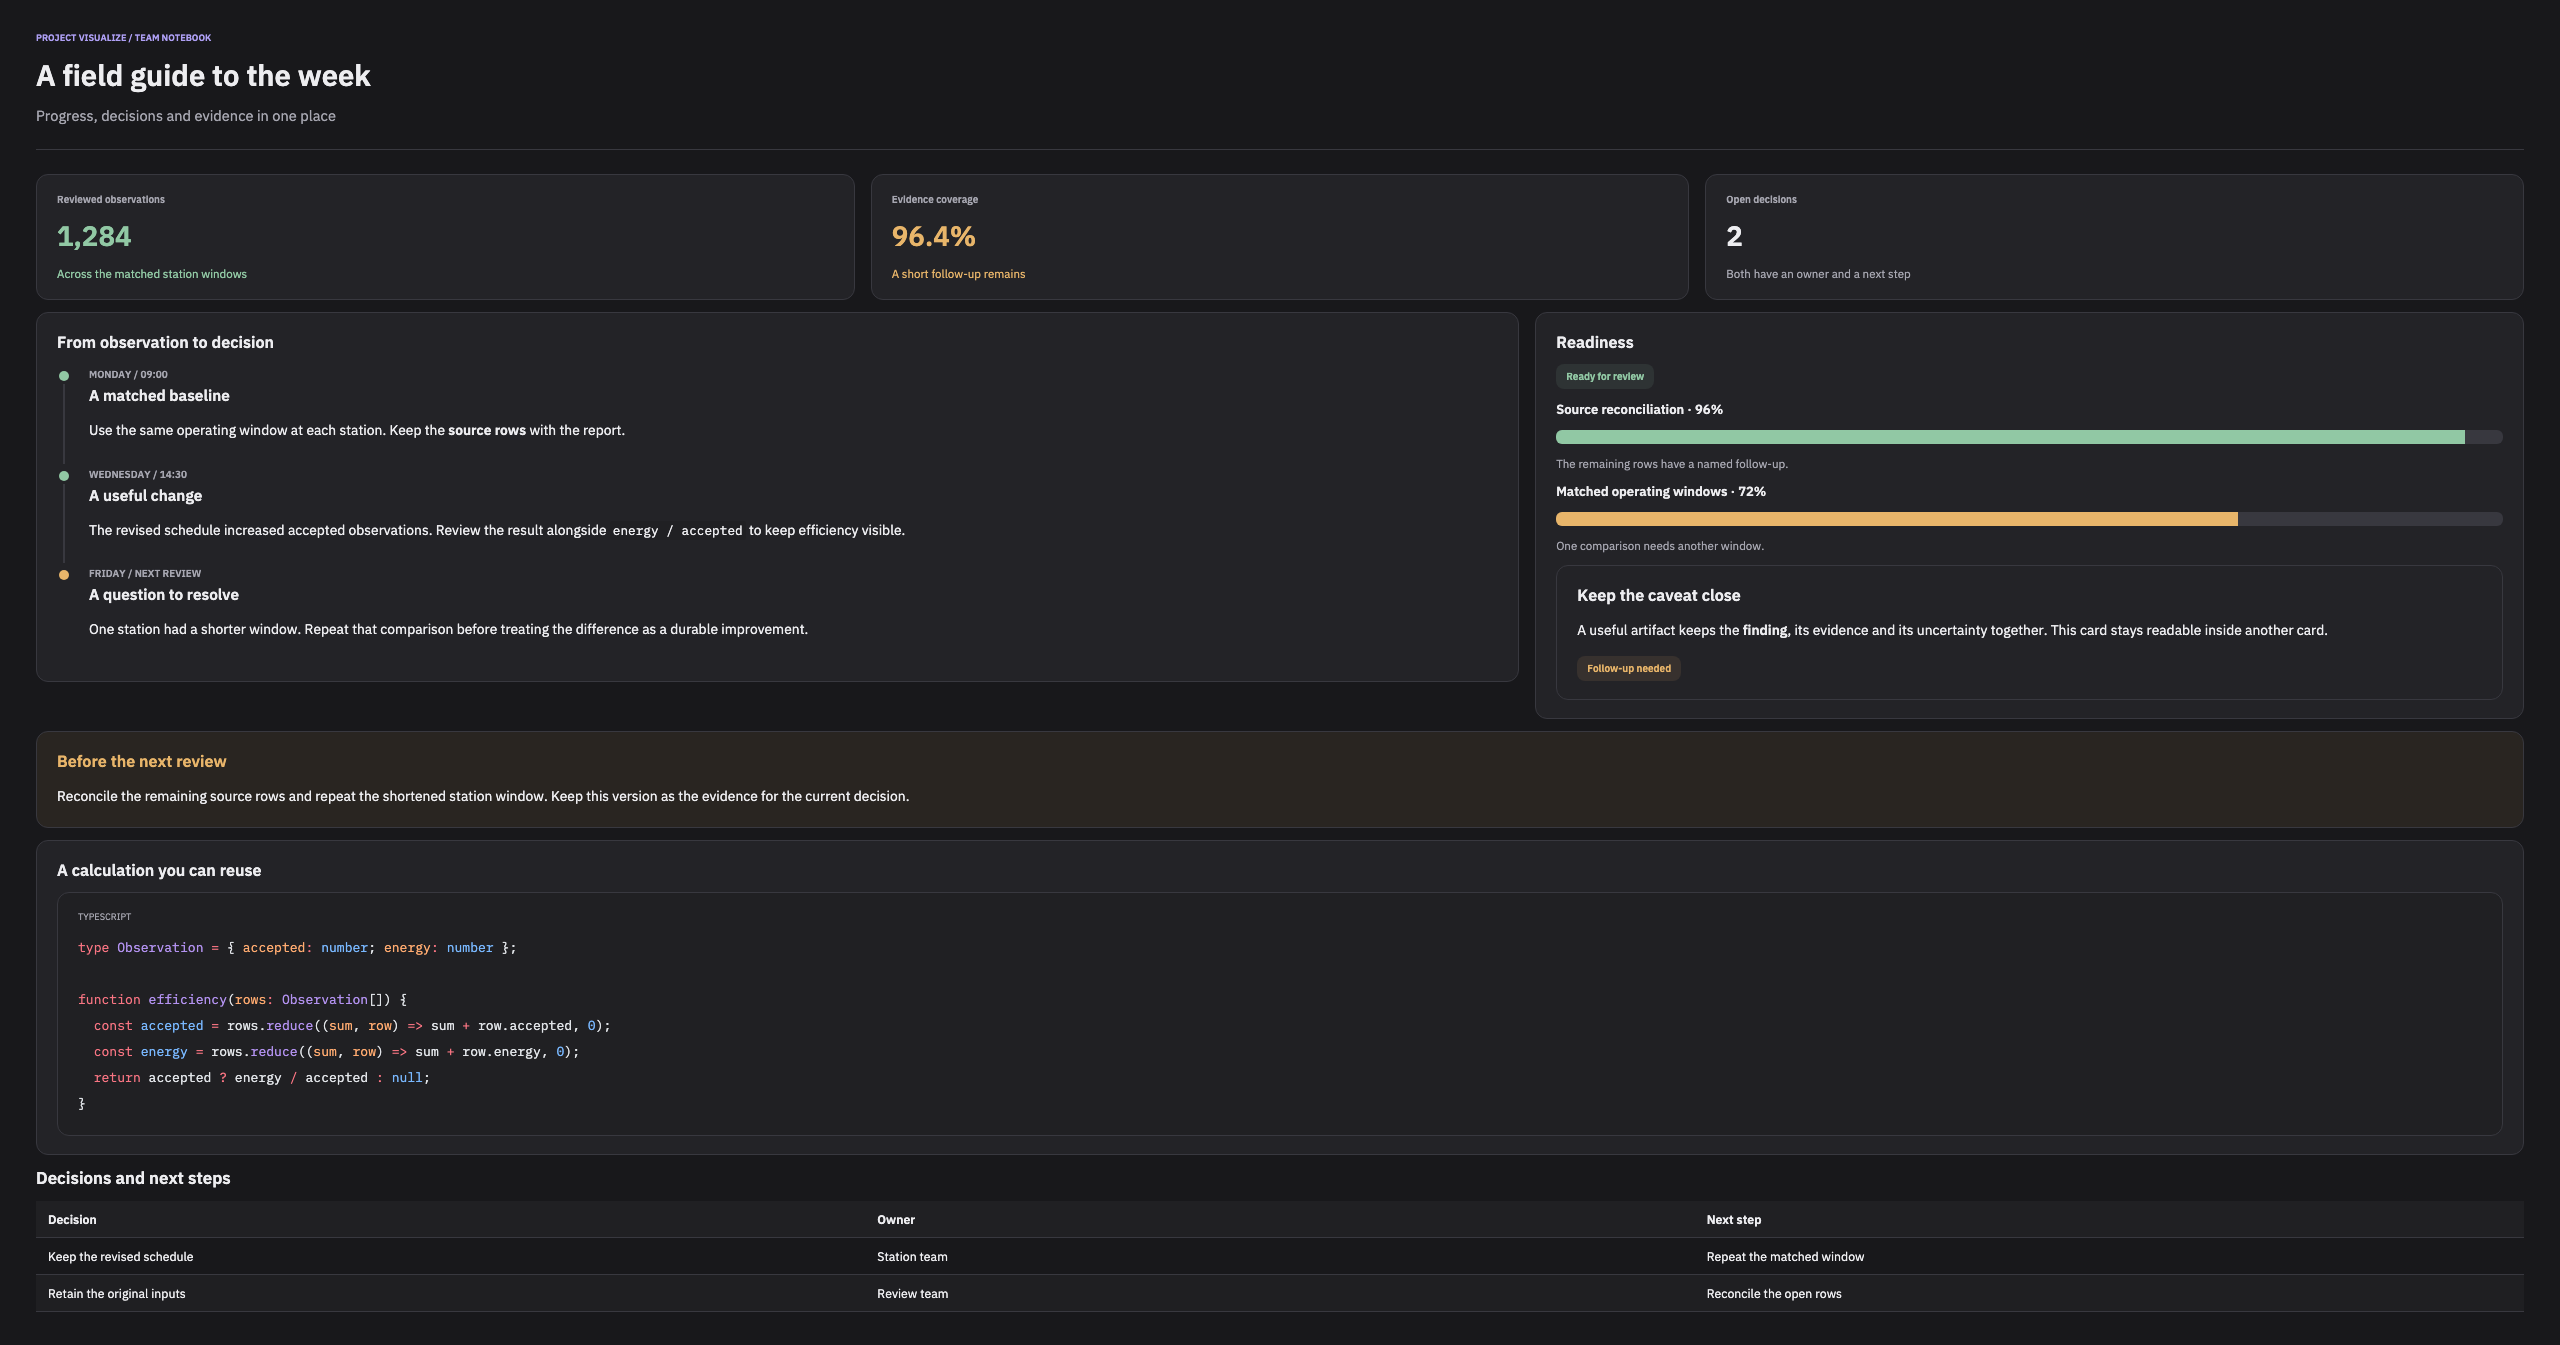 PROJECT VISUALIZE / TEAM NOTEBOOK
A field guide to the week
Progress, decisions and evidence in one place
Reviewed observations
1,284
Across the matched station windows
Evidence coverage
96.4%
A short follow-up remains
Open decisions
2
Both have an owner and a next step
From observation to decision
MONDAY / 09:00
A matched baseline
Use the same operating window at each station. Keep the source rows with the report.
WEDNESDAY / 14:30
A useful change
The revised schedule increased accepted observations. Review the result alongside energy / accepted to keep efficiency visible.
FRIDAY / NEXT REVIEW
A question to resolve
One station had a shorter window. Repeat that comparison before treating the difference as a durable improvement.
Readiness
Ready for review
Source reconciliation · 96%
The remaining rows have a named follow-up.
Matched operating windows · 72%
One comparison needs another window.
Keep the caveat close
A useful artifact keeps the finding, its evidence and its uncertainty together. This card stays readable inside another card.
Follow-up needed
Before the next review
Reconcile the remaining source rows and repeat the shortened station window. Keep this version as the evidence for the current decision.
A calculation you can reuse
TYPESCRIPT
type Observation = { accepted: number; energy: number };
function efficiency(rows: Observation[]) {
  const accepted = rows.reduce((sum, row) => sum + row.accepted, 0);
  const energy = rows.reduce((sum, row) => sum + row.energy, 0);
  return accepted ? energy / accepted : null;
}
Decisions and next steps
Decision Owner Next step
Keep the revised schedule Station team Repeat the matched window
Retain the original inputs Review team Reconcile the open rows